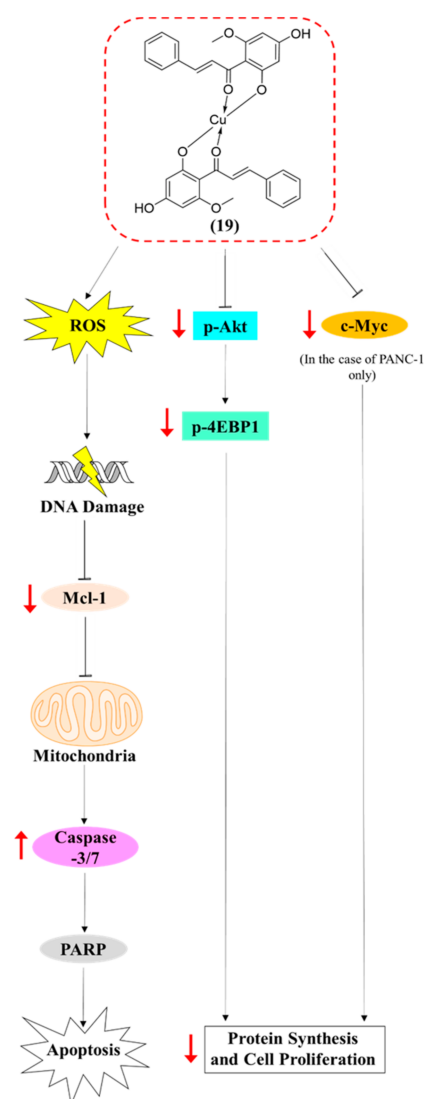 OH
O
O
O
Cu
O
O
HO
O
(19)
ROS
p-Akt
c-Myc
(In the case of PANC-1
only)
p-4EBP1
DNA Damage
Mcl-1
Mitochondria
Caspase
-3/7
PARP
Apoptosis
Protein Synthesis
and Cell Proliferation